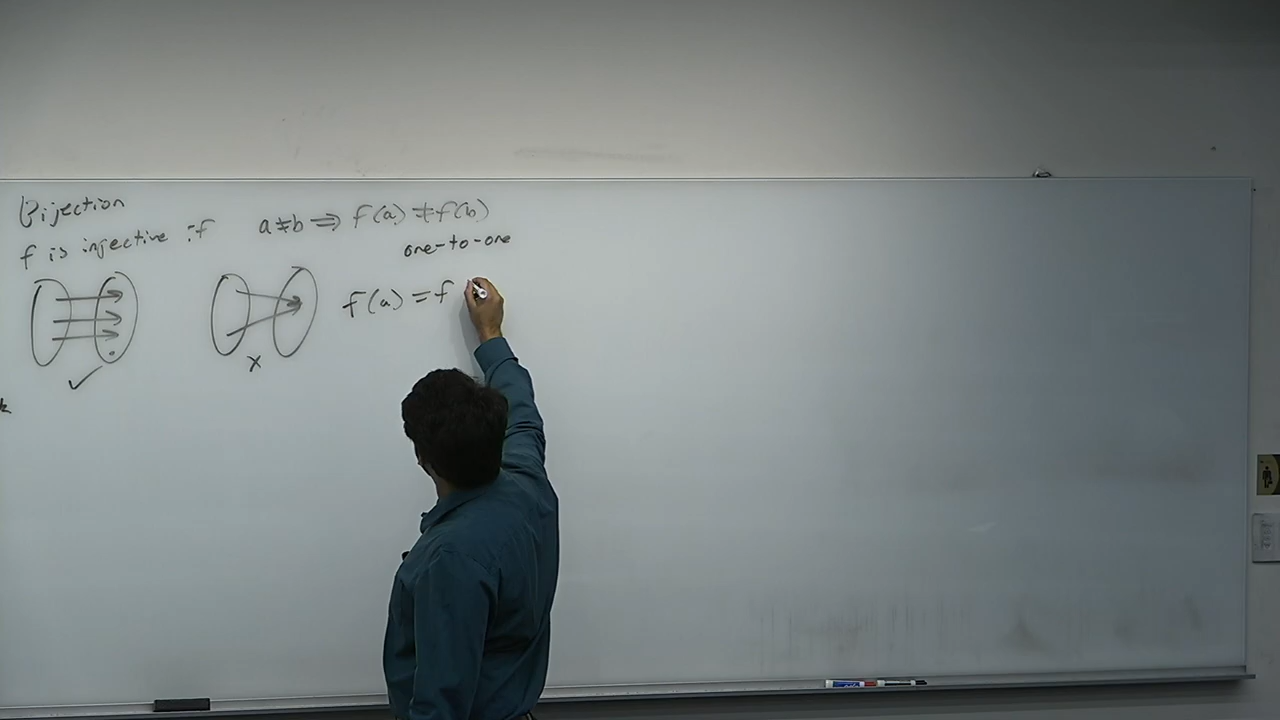 Bijection
f is injective if a≠b ⇒ f(a) ≠ f(b)
one-to-one
f(a) = f
✓
x